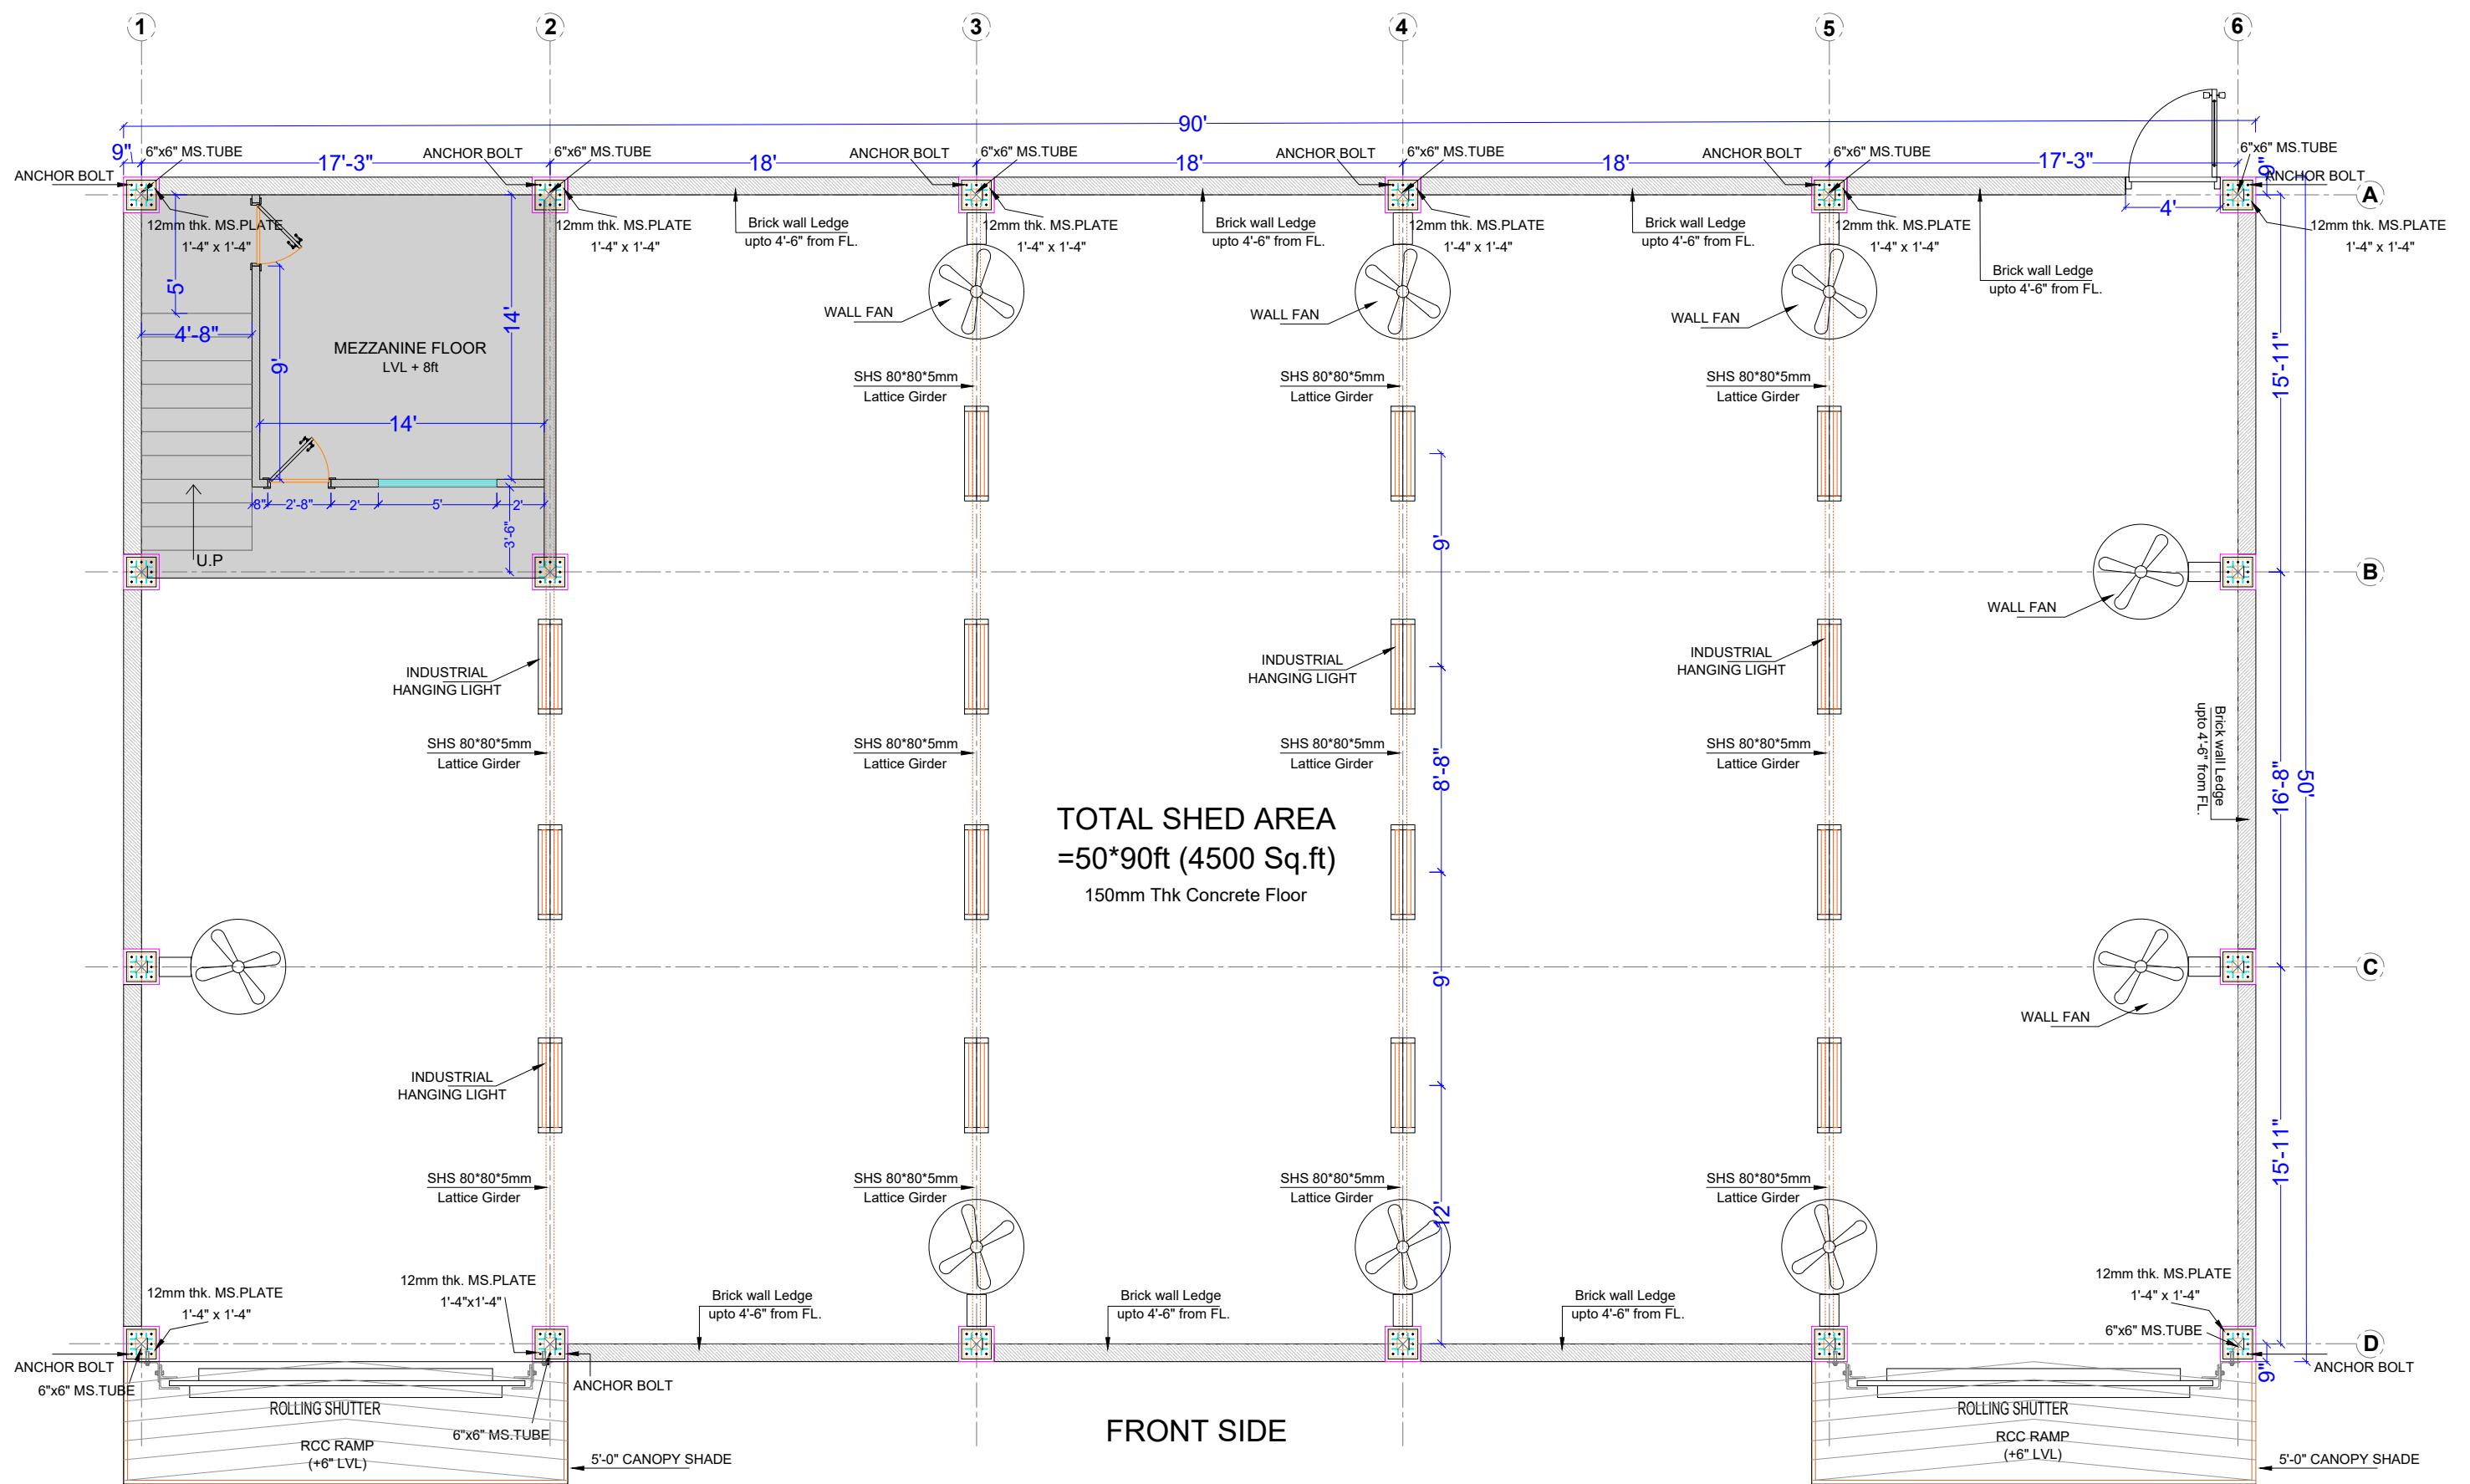 1 2 3 4 5 6
90'
9" 17'-3" 18' 18' 18' 17'-3" 9"
ANCHOR BOLT
6"x6" MS.TUBE
ANCHOR BOLT
6"x6" MS.TUBE
ANCHOR BOLT
6"x6" MS.TUBE
ANCHOR BOLT
6"x6" MS.TUBE
ANCHOR BOLT
6"x6" MS.TUBE
6"x6" MS.TUBE
ANCHOR BOLT
A
4'
12mm thk. MS.PLATE
1'-4" x 1'-4"
12mm thk. MS.PLATE
1'-4" x 1'-4"
Brick wall Ledge
upto 4'-6" from FL.
12mm thk. MS.PLATE
1'-4" x 1'-4"
Brick wall Ledge
upto 4'-6" from FL.
12mm thk. MS.PLATE
1'-4" x 1'-4"
Brick wall Ledge
upto 4'-6" from FL.
12mm thk. MS.PLATE
1'-4" x 1'-4"
Brick wall Ledge
upto 4'-6" from FL.
12mm thk. MS.PLATE
1'-4" x 1'-4"
5'
4'-8"
9'
14'
14'
MEZZANINE FLOOR
LVL + 8ft
8" 2'-8" 2' 5' 2'
3'-6"
U.P
WALL FAN
WALL FAN
WALL FAN
SHS 80*80*5mm
Lattice Girder
SHS 80*80*5mm
Lattice Girder
SHS 80*80*5mm
Lattice Girder
15'-11"
9'
B
WALL FAN
INDUSTRIAL
HANGING LIGHT
INDUSTRIAL
HANGING LIGHT
INDUSTRIAL
HANGING LIGHT
SHS 80*80*5mm
Lattice Girder
SHS 80*80*5mm
Lattice Girder
SHS 80*80*5mm
Lattice Girder
SHS 80*80*5mm
Lattice Girder
8'-8"
Brick wall Ledge
upto 4'-6" from FL.
16'-8"
50'
TOTAL SHED AREA
=50*90ft (4500 Sq.ft)
150mm Thk Concrete Floor
9'
C
WALL FAN
INDUSTRIAL
HANGING LIGHT
SHS 80*80*5mm
Lattice Girder
SHS 80*80*5mm
Lattice Girder
SHS 80*80*5mm
Lattice Girder
SHS 80*80*5mm
Lattice Girder
12'
15'-11"
12mm thk. MS.PLATE
1'-4" x 1'-4"
12mm thk. MS.PLATE
1'-4"x1'-4"
Brick wall Ledge
upto 4'-6" from FL.
Brick wall Ledge
upto 4'-6" from FL.
Brick wall Ledge
upto 4'-6" from FL.
12mm thk. MS.PLATE
1'-4" x 1'-4"
6"x6" MS.TUBE
D
ANCHOR BOLT
6"x6" MS.TUBE
ANCHOR BOLT
9"
ANCHOR BOLT
ROLLING SHUTTER
6"x6" MS.TUBE
RCC RAMP
(+6" LVL)
5'-0" CANOPY SHADE
FRONT SIDE
ROLLING SHUTTER
RCC RAMP
(+6" LVL)
5'-0" CANOPY SHADE